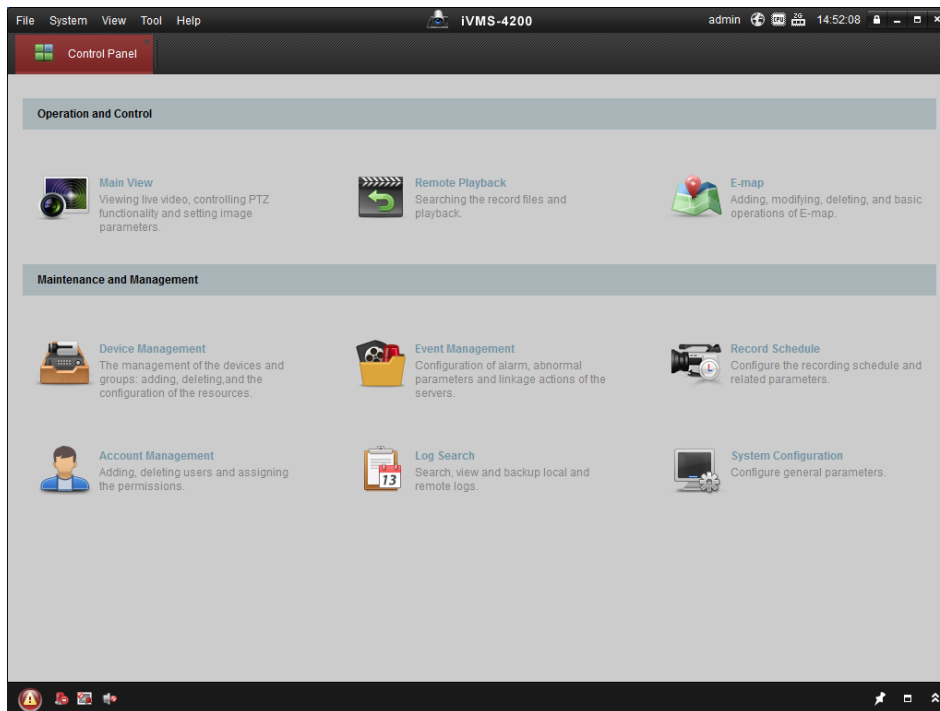 File System View Tool Help iVMS-4200 admin CPU 2G 14:52:08
Control Panel
Operation and Control
Main View
Viewing live video, controlling PTZ
functionality and setting image
parameters.
Remote Playback
Searching the record files and
playback.
E-map
Adding, modifying, deleting, and basic
operations of E-map.
Maintenance and Management
Device Management
The management of the devices and
groups: adding, deleting,and the
configuration of the resources.
Event Management
Configuration of alarm, abnormal
parameters and linkage actions of the
servers.
Record Schedule
Configure the recording schedule and
related parameters.
Account Management
Adding, deleting users and assigning
the permissions.
Log Search
Search, view and backup local and
remote logs.
13
System Configuration
Configure general parameters.